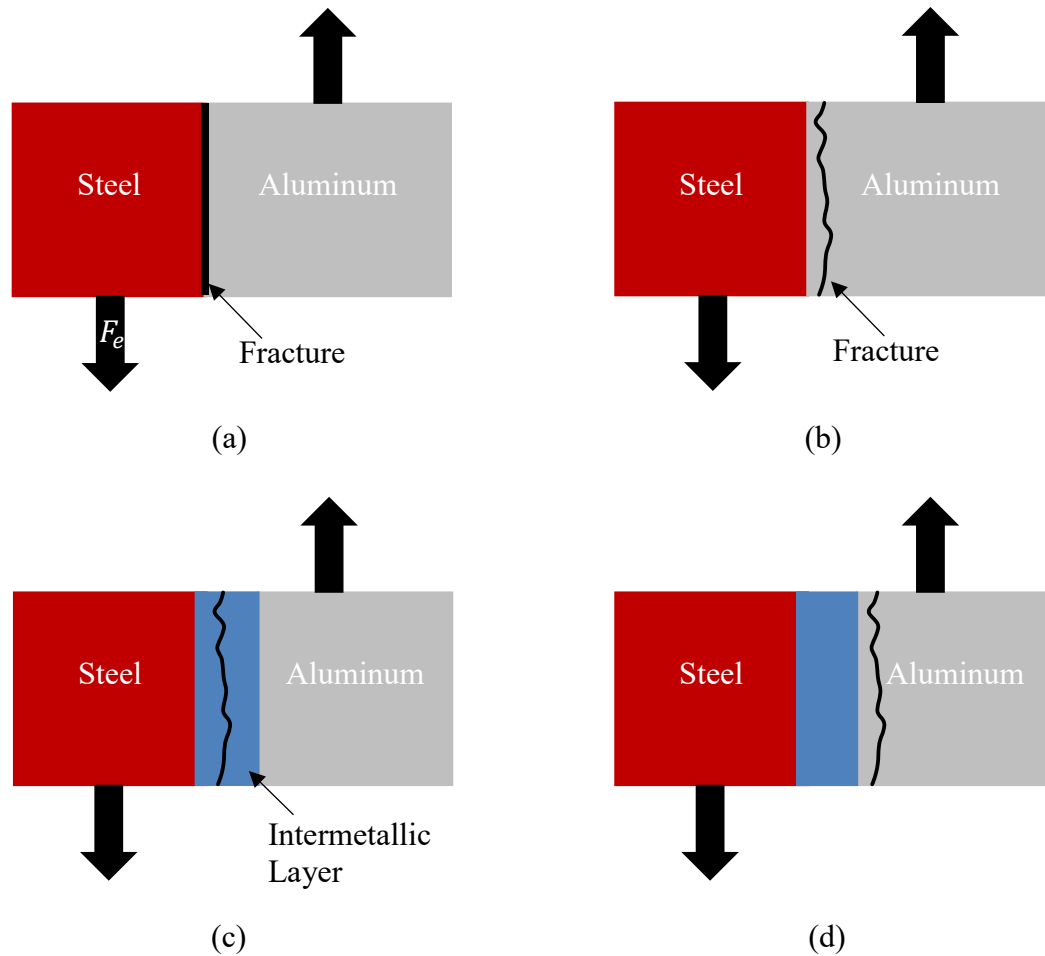 Steel
Aluminum
Steel
Aluminum
F_e
Fracture
Fracture
(a)
(b)
Steel
Aluminum
Steel
Aluminum
Intermetallic
Layer
(c)
(d)